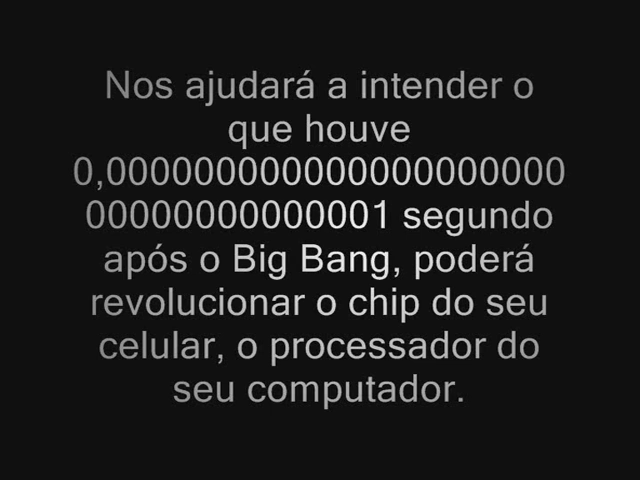 Nos ajudará a intender o
que houve
0,000000000000000000000
00000000000001 segundo
após o Big Bang, poderá
revolucionar o chip do seu
celular, o processador do
seu computador.